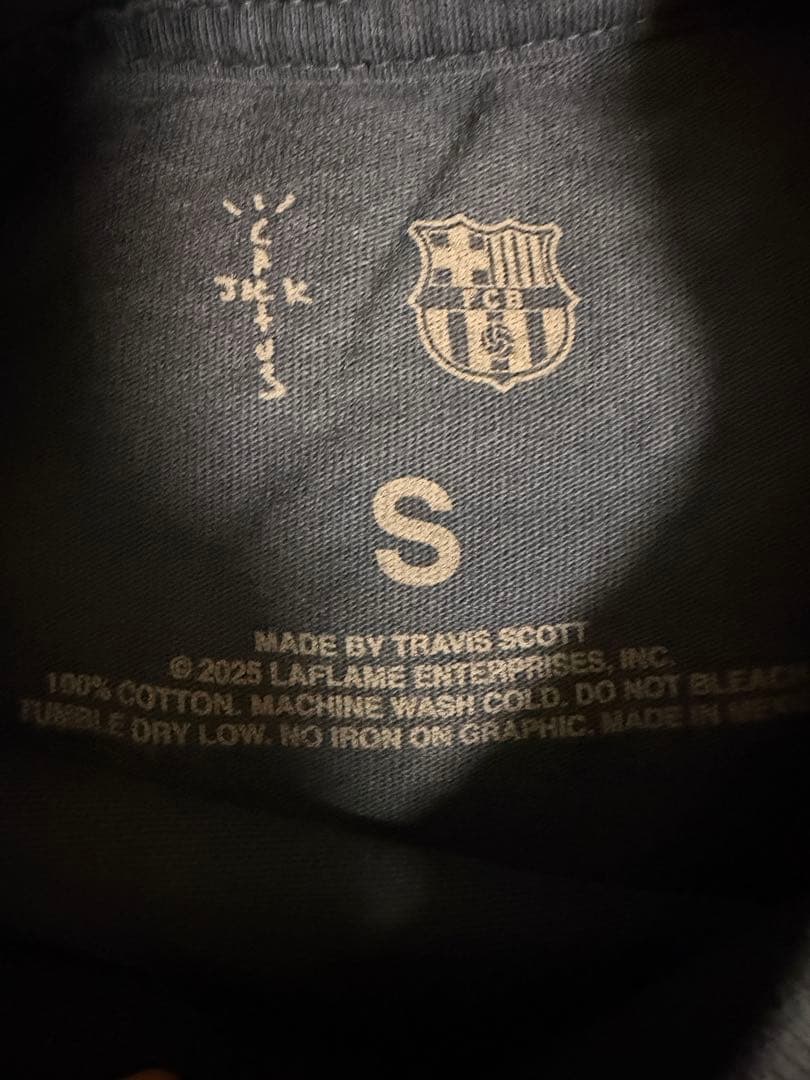 CACTUS
JACK
FCB
S
MADE BY TRAVIS SCOTT
© 2025 LAFLAME ENTERPRISES, INC.
100% COTTON. MACHINE WASH COLD. DO NOT BLEACH
TUMBLE DRY LOW. NO IRON ON GRAPHIC. MADE IN